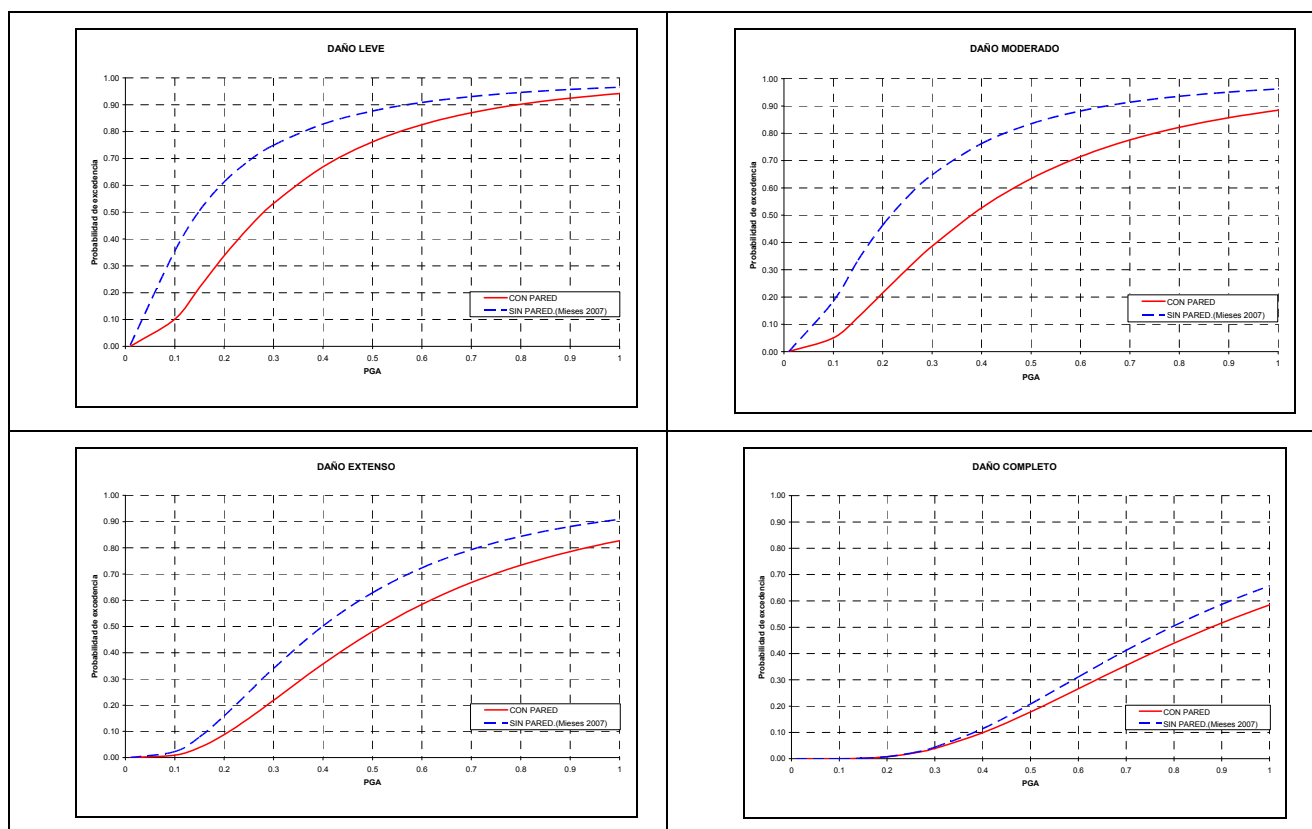 DAÑO LEVE
Probabilidad de excedencia
1.00
0.90
0.80
0.70
0.60
0.50
0.40
0.30
0.20
0.10
0.00
0 0.1 0.2 0.3 0.4 0.5 0.6 0.7 0.8 0.9 1
PGA
CON PARED
SIN PARED.(Mieses 2007)
DAÑO MODERADO
Probabilidad de excedencia
1.00
0.90
0.80
0.70
0.60
0.50
0.40
0.30
0.20
0.10
0.00
0 0.1 0.2 0.3 0.4 0.5 0.6 0.7 0.8 0.9 1
PGA
CON PARED
SIN PARED.(Mieses 2007)
DAÑO EXTENSO
Probabilidad de excedencia
1.00
0.90
0.80
0.70
0.60
0.50
0.40
0.30
0.20
0.10
0.00
0 0.1 0.2 0.3 0.4 0.5 0.6 0.7 0.8 0.9 1
PGA
CON PARED
SIN PARED.(Mieses 2007)
DAÑO COMPLETO
Probabilidad de excedencia
1.00
0.90
0.80
0.70
0.60
0.50
0.40
0.30
0.20
0.10
0.00
0 0.1 0.2 0.3 0.4 0.5 0.6 0.7 0.8 0.9 1
PGA
CON PARED
SIN PARED.(Mieses 2007)